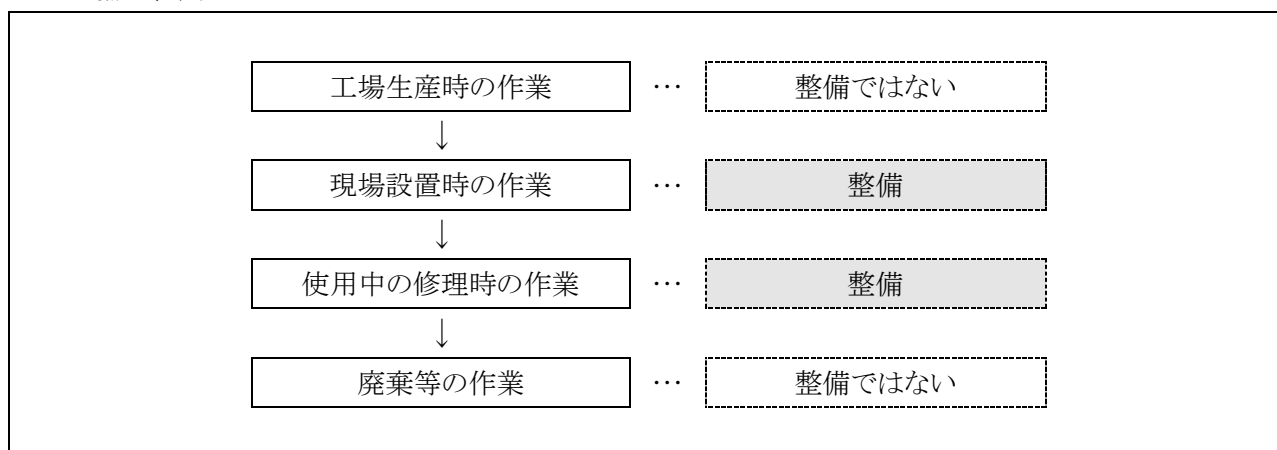 工場生産時の作業 … 整備ではない
↓
現場設置時の作業 … 整備
↓
使用中の修理時の作業 … 整備
↓
廃棄等の作業 … 整備ではない